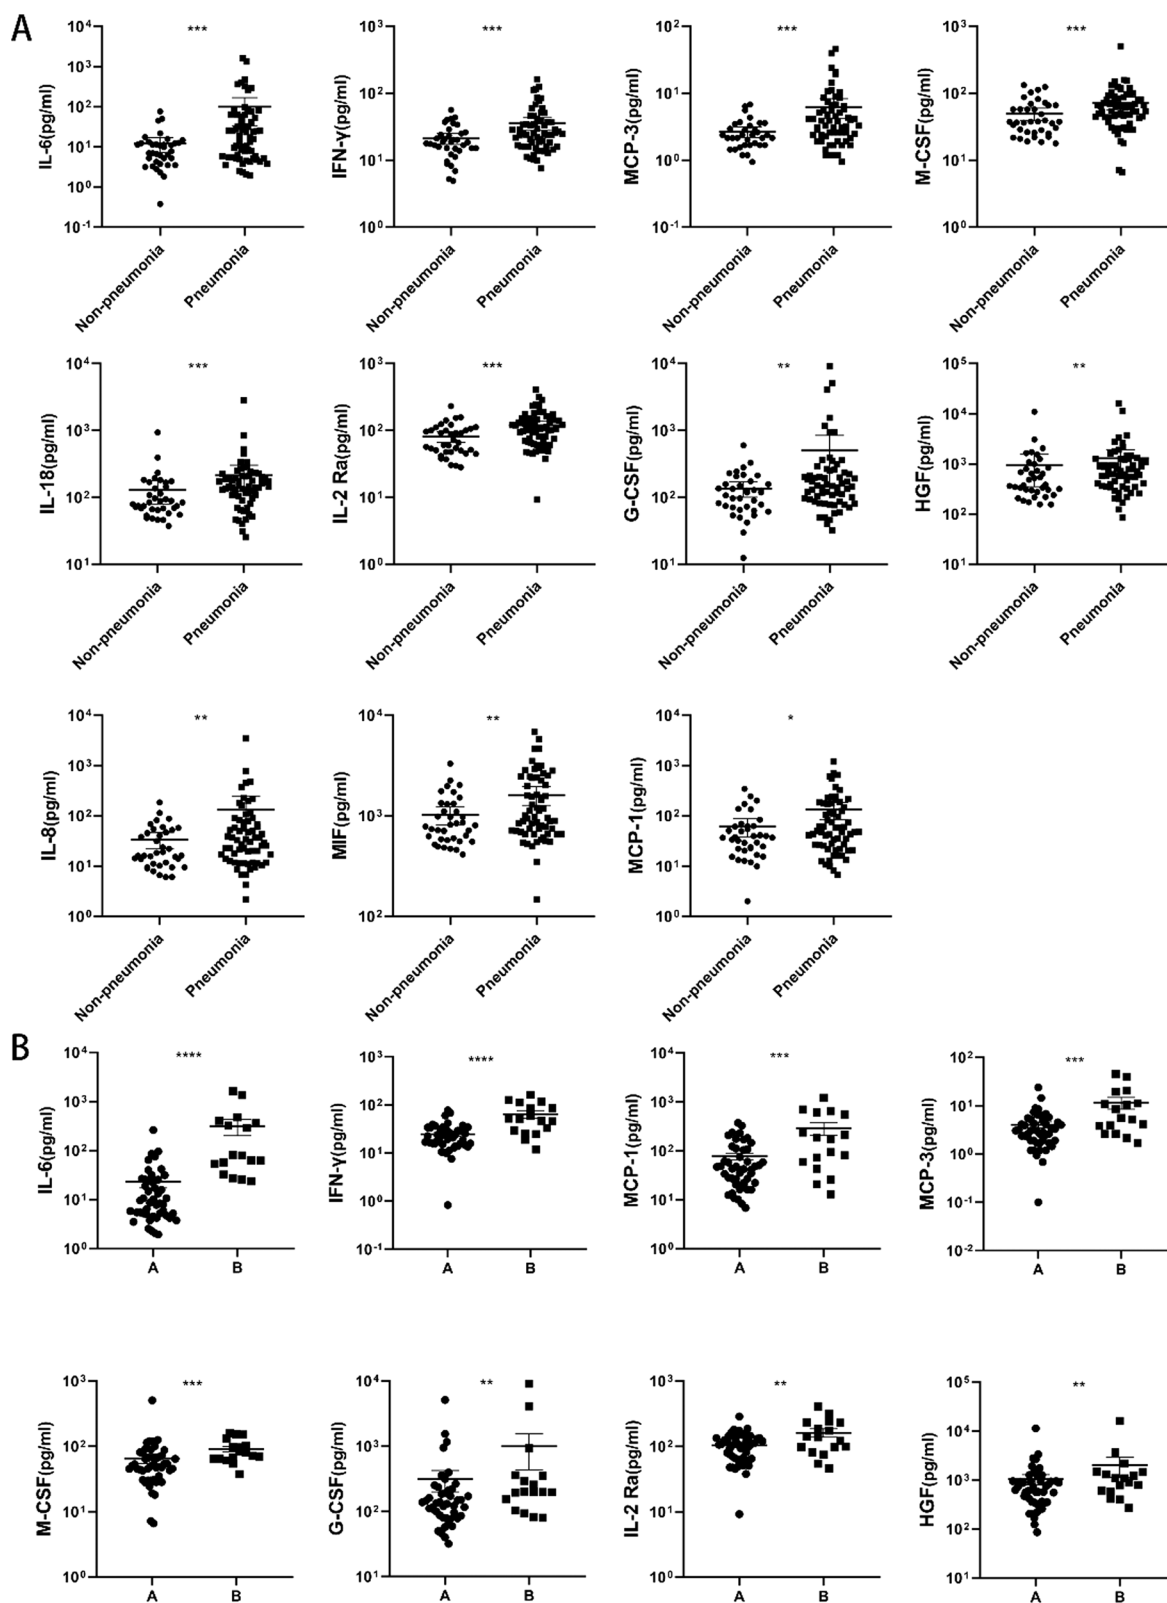 A
*** *** *** ***
10⁴ 10³ 10² 10¹ 10⁰ 10⁻¹
IL-6(pg/ml)
Non-pneumonia Pneumonia
10³ 10² 10¹ 10⁰
IFN-γ(pg/ml)
Non-pneumonia Pneumonia
10² 10¹ 10⁰ 10⁻¹
MCP-3(pg/ml)
Non-pneumonia Pneumonia
10³ 10² 10¹ 10⁰
M-CSF(pg/ml)
Non-pneumonia Pneumonia
*** *** ** **
10⁴ 10³ 10² 10¹
IL-18(pg/ml)
Non-pneumonia Pneumonia
10³ 10² 10¹ 10⁰
IL-2 Ra(pg/ml)
Non-pneumonia Pneumonia
10⁴ 10³ 10² 10¹
G-CSF(pg/ml)
Non-pneumonia Pneumonia
10⁵ 10⁴ 10³ 10² 10¹
HGF(pg/ml)
Non-pneumonia Pneumonia
** ** *
10⁴ 10³ 10² 10¹ 10⁰
IL-8(pg/ml)
Non-pneumonia Pneumonia
10⁴ 10³ 10²
MIF(pg/ml)
Non-pneumonia Pneumonia
10⁴ 10³ 10² 10¹ 10⁰
MCP-1(pg/ml)
Non-pneumonia Pneumonia
B
**** **** *** ***
10⁴ 10³ 10² 10¹ 10⁰
IL-6(pg/ml)
A B
10³ 10² 10¹ 10⁰ 10⁻¹
IFN-γ(pg/ml)
A B
10⁴ 10³ 10² 10¹ 10⁰
MCP-1(pg/ml)
A B
10² 10¹ 10⁰ 10⁻¹ 10⁻²
MCP-3(pg/ml)
A B
*** ** ** **
10³ 10² 10¹ 10⁰
M-CSF(pg/ml)
A B
10⁴ 10³ 10² 10¹
G-CSF(pg/ml)
A B
10³ 10² 10¹ 10⁰
IL-2 Ra(pg/ml)
A B
10⁵ 10⁴ 10³ 10² 10¹
HGF(pg/ml)
A B